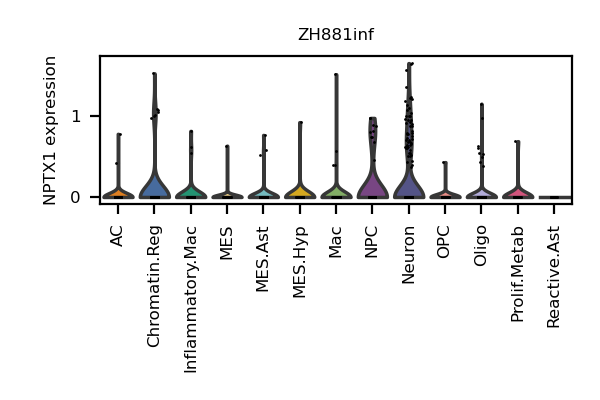 ZH881inf
NPTX1 expression
1
0
AC
Chromatin.Reg
Inflammatory.Mac
MES
MES.Ast
MES.Hyp
Mac
NPC
Neuron
OPC
Oligo
Prolif.Metab
Reactive.Ast